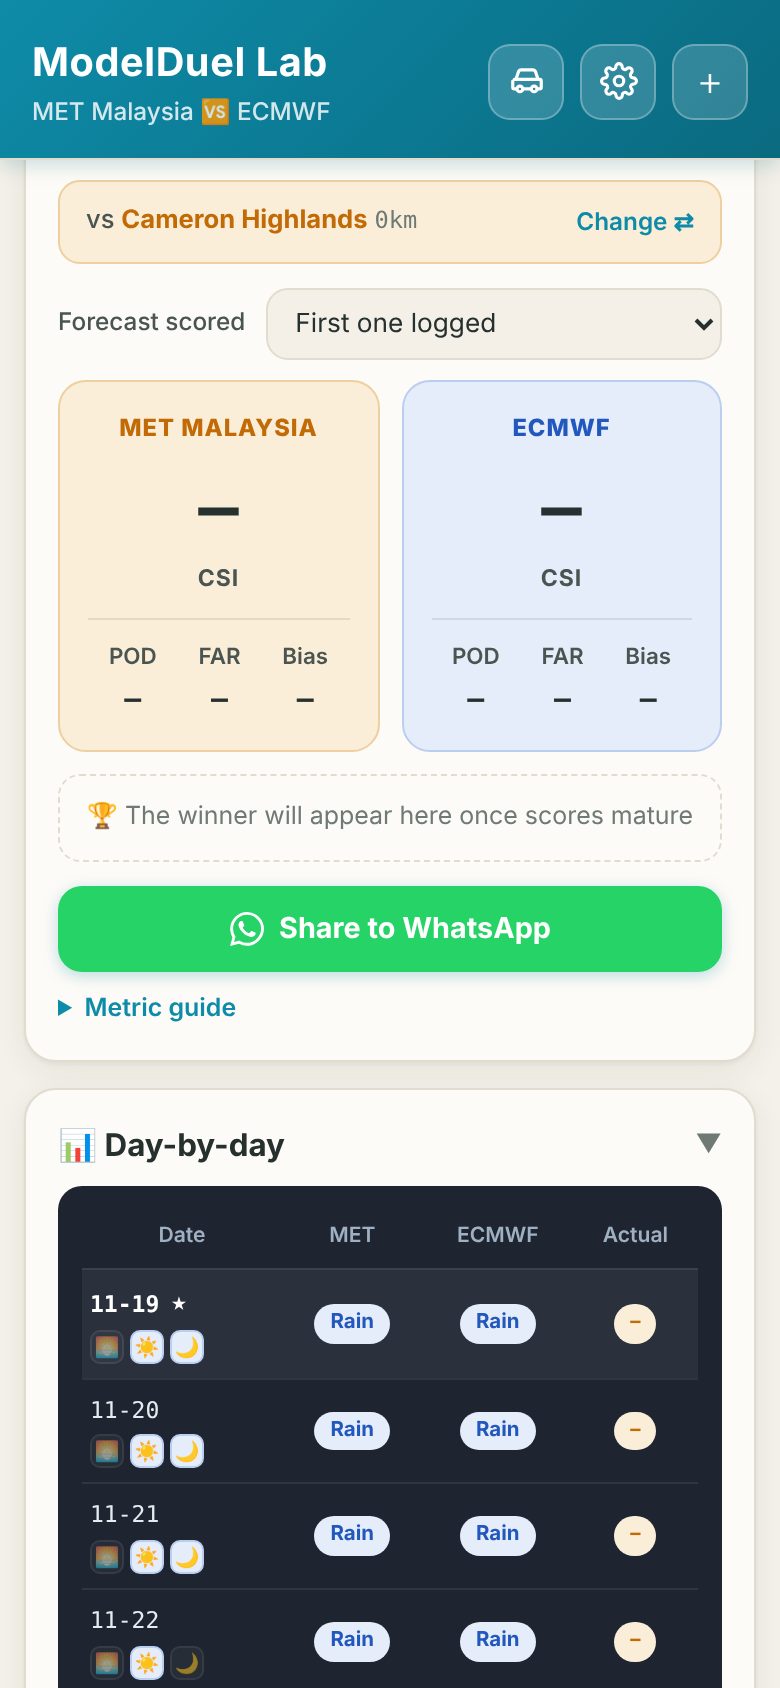 ModelDuel Lab
MET Malaysia 🆚 ECMWF
+
vs Cameron Highlands 0km
Change ⇄
Forecast scored
First one logged
MET MALAYSIA
—
CSI
POD FAR Bias
– – –
ECMWF
—
CSI
POD FAR Bias
– – –
🏆 The winner will appear here once scores mature
Share to WhatsApp
▶ Metric guide
📊 Day-by-day ▼
Date MET ECMWF Actual
11-19 ★ Rain Rain –
11-20 Rain Rain –
11-21 Rain Rain –
11-22 Rain Rain –